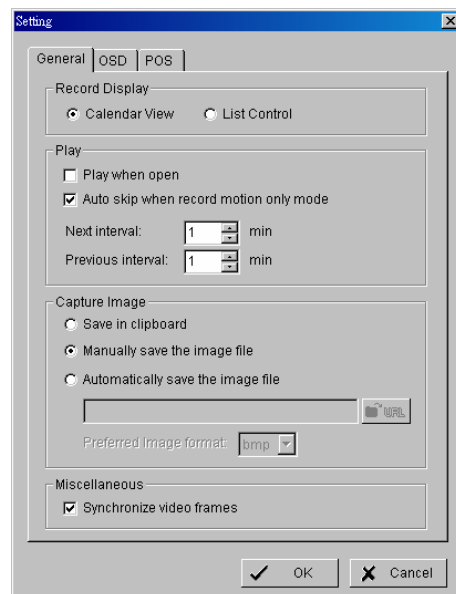 Setting
General OSD POS
Record Display
Calendar View List Control
Play
Play when open
Auto skip when record motion only mode
Next interval: 1 min
Previous interval: 1 min
Capture Image
Save in clipboard
Manually save the image file
Automatically save the image file
URL
Preferred Image format: bmp
Miscellaneous
Synchronize video frames
OK Cancel